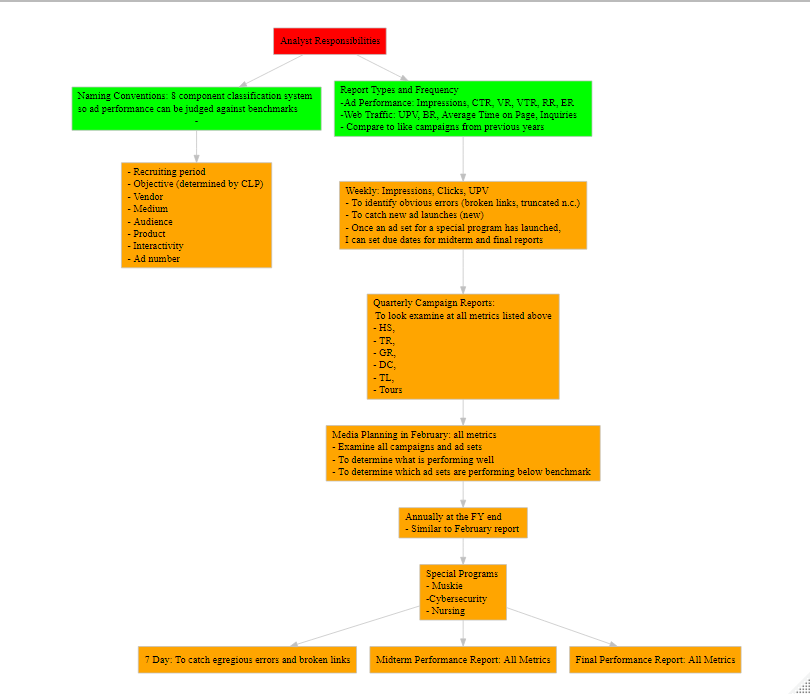 Analyst Responsibilities
Naming Conventions: 8 component classification system
so ad performance can be judged against benchmarks
-
Report Types and Frequency
-Ad Performance: Impressions, CTR, VR, VTR, RR, ER
-Web Traffic: UPV, BR, Average Time on Page, Inquiries
- Compare to like campaigns from previous years
- Recruiting period
- Objective (determined by CLP)
- Vendor
- Medium
- Audience
- Product
- Interactivity
- Ad number
Weekly: Impressions, Clicks, UPV
- To identify obvious errors (broken links, truncated n.c.)
- To catch new ad launches (new)
- Once an ad set for a special program has launched,
I can set due dates for midterm and final reports
Quarterly Campaign Reports:
To look examine at all metrics listed above
- HS,
- TR,
- GR,
- DC,
- TL,
- Tours
Media Planning in February: all metrics
- Examine all campaigns and ad sets
- To determine what is performing well
- To determine which ad sets are performing below benchmark
Annually at the FY end
- Similar to February report
Special Programs
- Muskie
-Cybersecurity
- Nursing
7 Day: To catch egregious errors and broken links
Midterm Performance Report: All Metrics
Final Performance Report: All Metrics